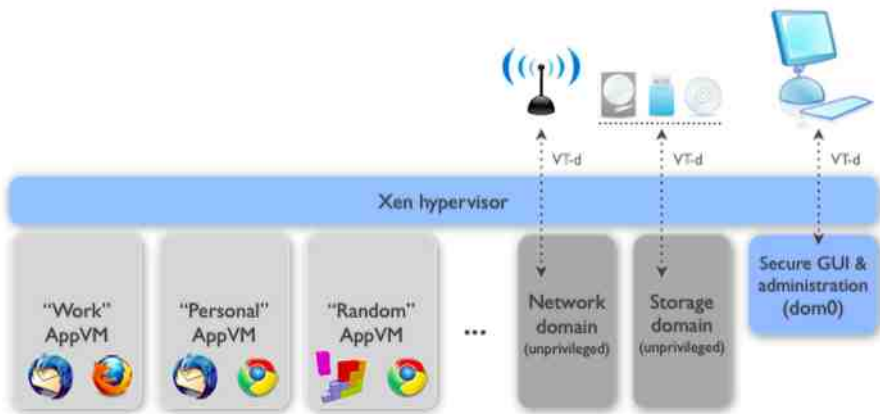 VT-d
VT-d
VT-d
Xen hypervisor
“Work”
AppVM
“Personal”
AppVM
“Random”
AppVM
...
Network
domain
(unprivileged)
Storage
domain
(unprivileged)
Secure GUI &
administration
(dom0)